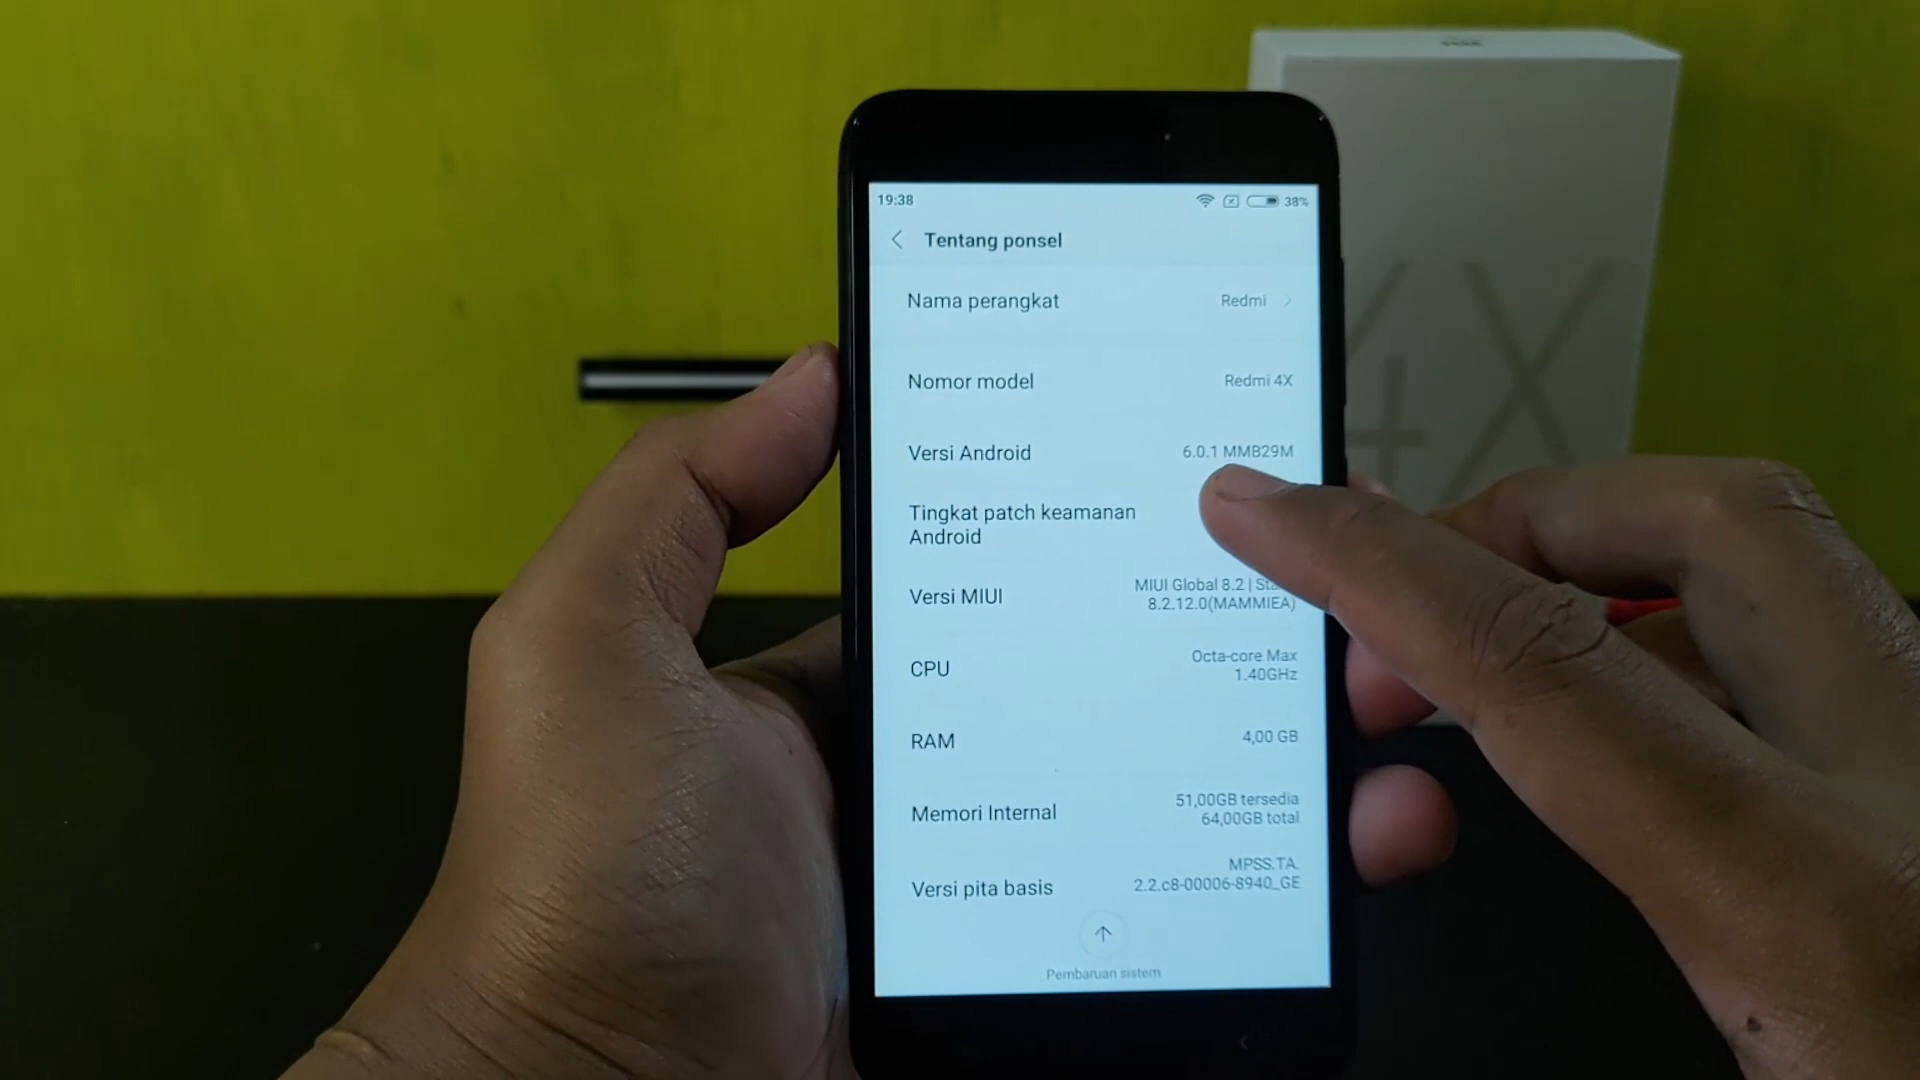 19:38 38%
Tentang ponsel
Nama perangkat Redmi
Nomor model Redmi 4X
Versi Android 6.0.1 MMB29M
Tingkat patch keamanan
Android
Versi MIUI MIUI Global 8.2 |
8.2.12.0(MAMMIEA)
CPU Octa-core Max
1.40GHz
RAM 4,00 GB
Memori Internal 51,00GB tersedia
64,00GB total
Versi pita basis MPSS.TA.
2.2.c8-00006-8940_GE
Pembaruan sistem
4X